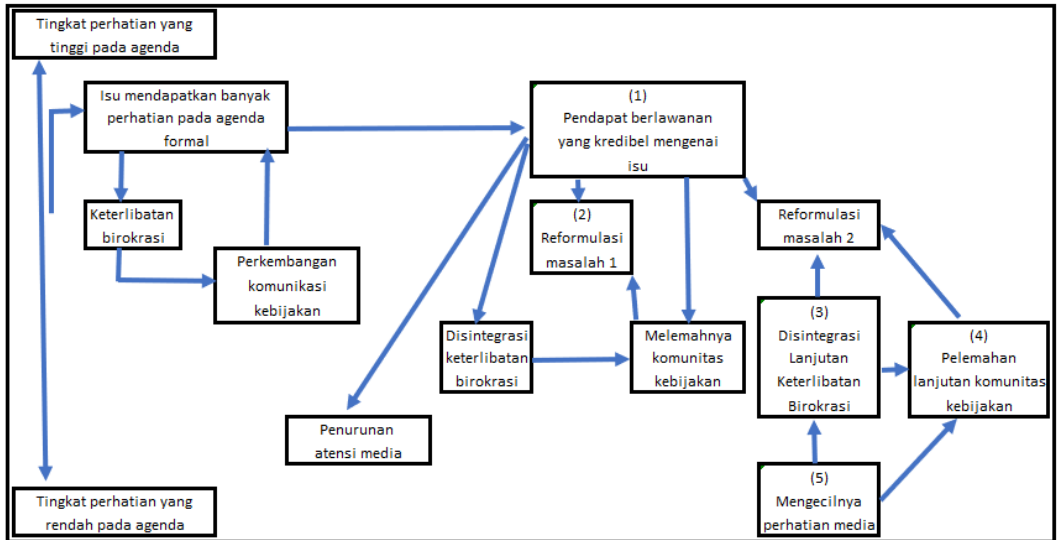 Tingkat perhatian yang
tinggi pada agenda
Isu mendapatkan banyak
perhatian pada agenda
formal
(1)
Pendapat berlawanan
yang kredibel mengenai
isu
Keterlibatan
birokrasi
(2)
Reformulasi
masalah 1
Reformulasi
masalah 2
Perkembangan
komunikasi
kebijakan
Disintegrasi
keterlibatan
birokrasi
Melemahnya
komunitas
kebijakan
(3)
Disintegrasi
Lanjutan
Keterlibatan
Birokrasi
(4)
Pelemahan
lanjutan komunitas
kebijakan
Penurunan
atensi media
(5)
Mengecilnya
perhatian media
Tingkat perhatian yang
rendah pada agenda